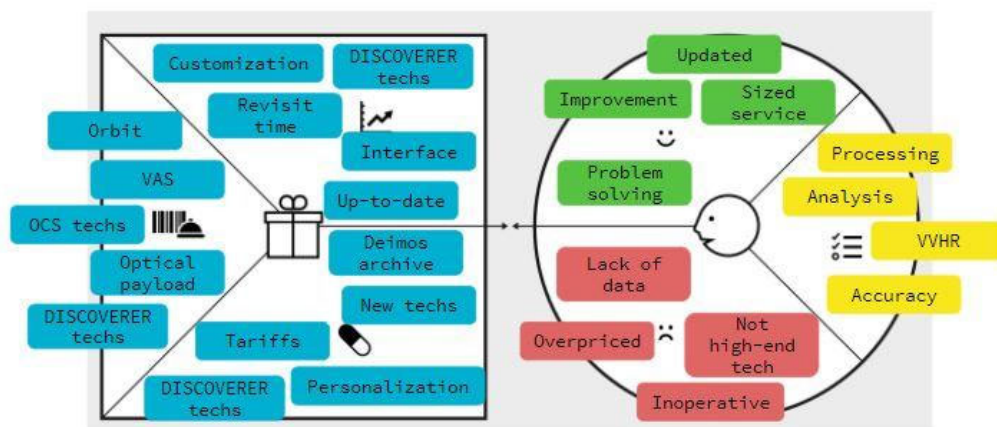 Customization
DISCOVERER
techs
Revisit
time
Orbit
Interface
VAS
Up-to-date
OCS techs
Deimos
archive
Optical
payload
New techs
DISCOVERER
techs
Tariffs
Personalization
DISCOVERER
techs
Updated
Improvement
Sized
service
Problem
solving
Processing
Analysis
VVHR
Accuracy
Lack of
data
Overpriced
Not
high-end
tech
Inoperative